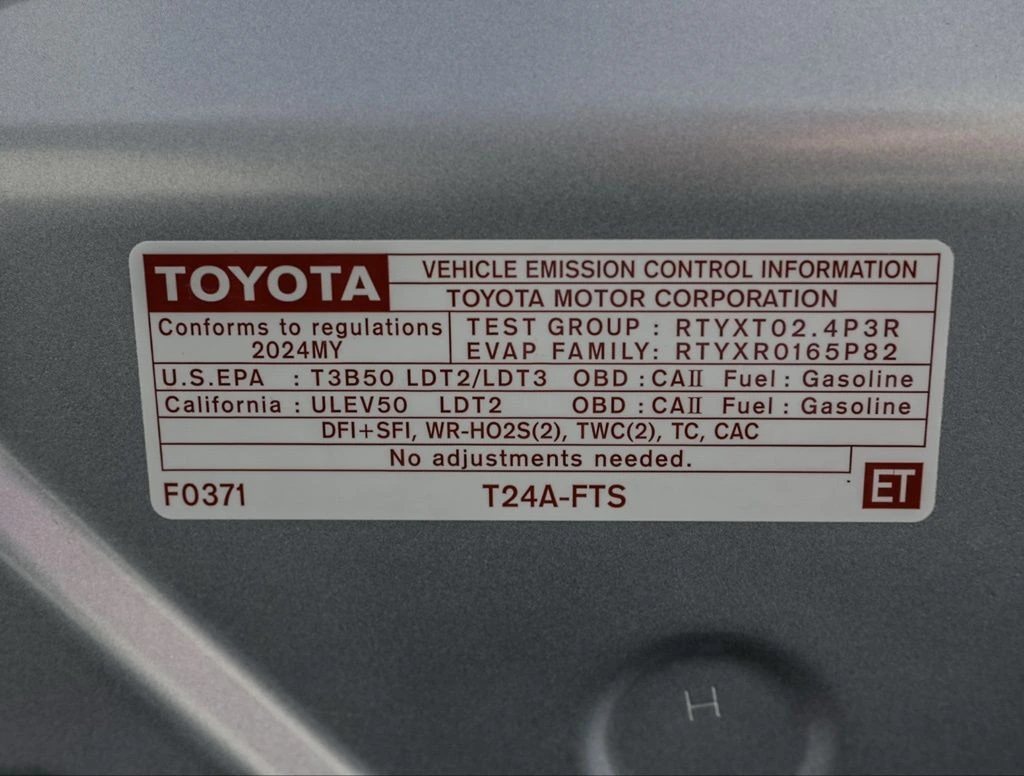 TOYOTA VEHICLE EMISSION CONTROL INFORMATION
TOYOTA MOTOR CORPORATION
Conforms to regulations
2024MY
TEST GROUP : RTYXT02.4P3R
EVAP FAMILY: RTYXR0165P82
U.S.EPA : T3B50 LDT2/LDT3 OBD : CAII Fuel : Gasoline
California : ULEV50 LDT2 OBD : CAII Fuel : Gasoline
DFI+SFI, WR-HO2S(2), TWC(2), TC, CAC
No adjustments needed.
F0371 T24A-FTS ET
H